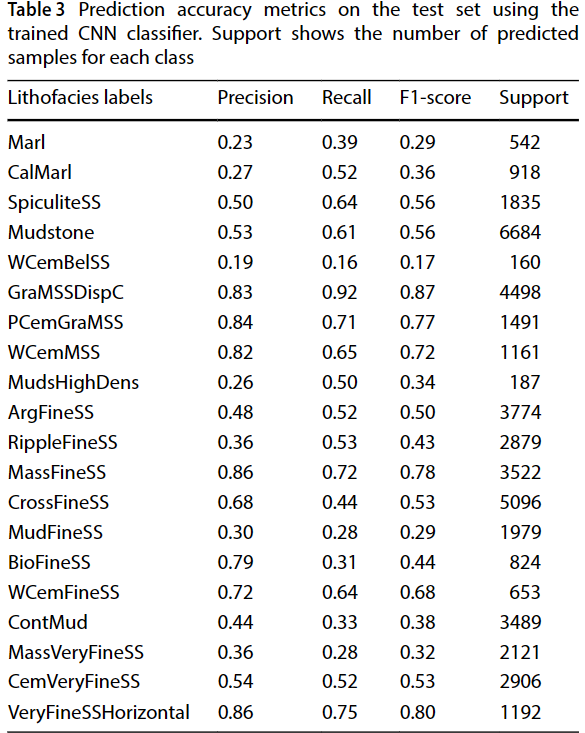 Table 3 Prediction accuracy metrics on the test set using the
trained CNN classifier. Support shows the number of predicted
samples for each class
Lithofacies labels Precision Recall F1-score Support
Marl 0.23 0.39 0.29 542
CalMarl 0.27 0.52 0.36 918
SpiculiteSS 0.50 0.64 0.56 1835
Mudstone 0.53 0.61 0.56 6684
WCemBelSS 0.19 0.16 0.17 160
GraMSSDispC 0.83 0.92 0.87 4498
PCemGraMSS 0.84 0.71 0.77 1491
WCemMSS 0.82 0.65 0.72 1161
MudsHighDens 0.26 0.50 0.34 187
ArgFineSS 0.48 0.52 0.50 3774
RippleFineSS 0.36 0.53 0.43 2879
MassFineSS 0.86 0.72 0.78 3522
CrossFineSS 0.68 0.44 0.53 5096
MudFineSS 0.30 0.28 0.29 1979
BioFineSS 0.79 0.31 0.44 824
WCemFineSS 0.72 0.64 0.68 653
ContMud 0.44 0.33 0.38 3489
MassVeryFineSS 0.36 0.28 0.32 2121
CemVeryFineSS 0.54 0.52 0.53 2906
VeryFineSSHorizontal 0.86 0.75 0.80 1192